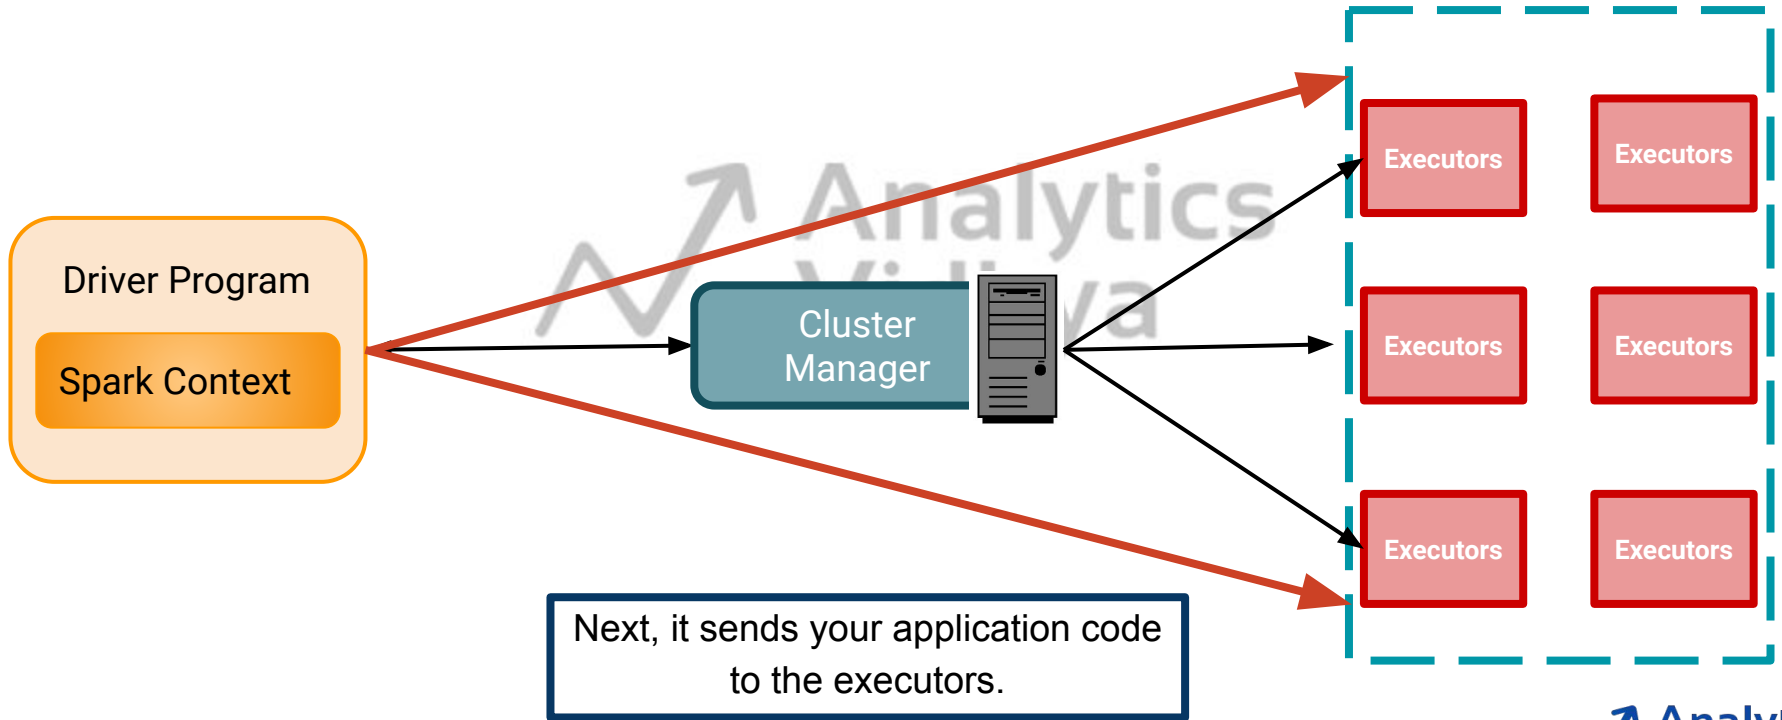 Analytics
Driver Program
Spark Context
Cluster
Manager
Executors
Executors
Executors
Executors
Executors
Executors
Next, it sends your application code
to the executors.